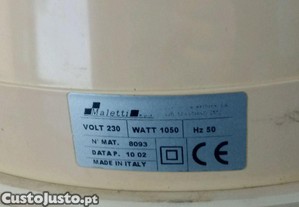 Maletti
VOLT 230 WATT 1050 Hz 50
N° MAT. 8093
DATA P. 10 02
MADE IN ITALY
CE
CustoJusto.pt